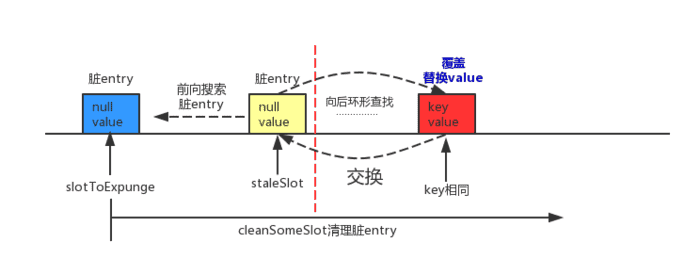 覆盖
替换value
脏entry
脏entry
前向搜索
脏entry
向后环形查找
..............
null
value
null
value
key
value
slotToExpunge
staleSlot
交换
key相同
cleanSomeSlot清理脏entry